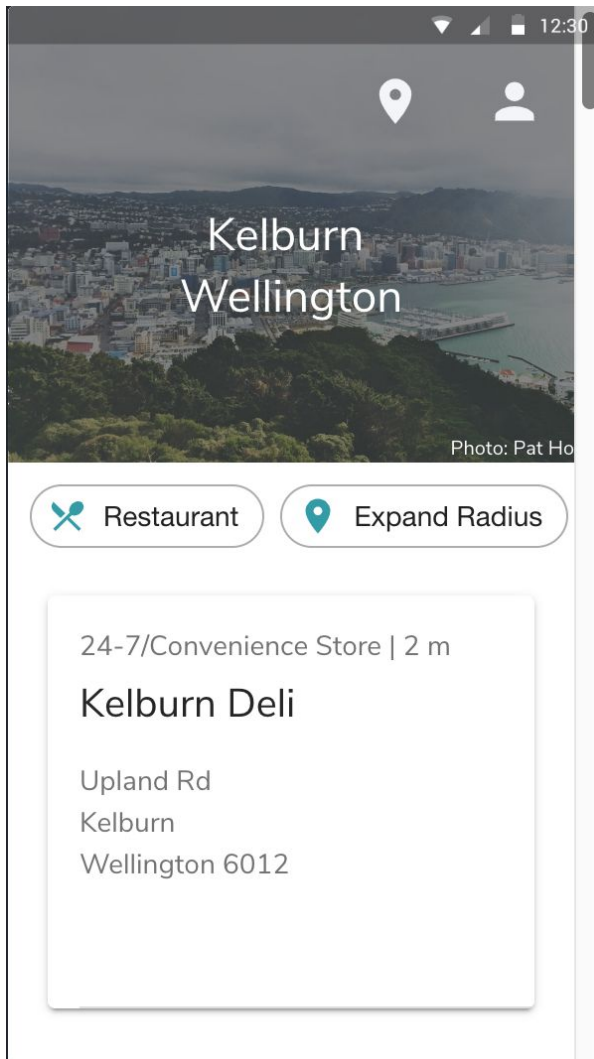 12:30
Kelburn
Wellington
Photo: Pat Ho
Restaurant
Expand Radius
24-7/Convenience Store | 2 m
Kelburn Deli
Upland Rd
Kelburn
Wellington 6012